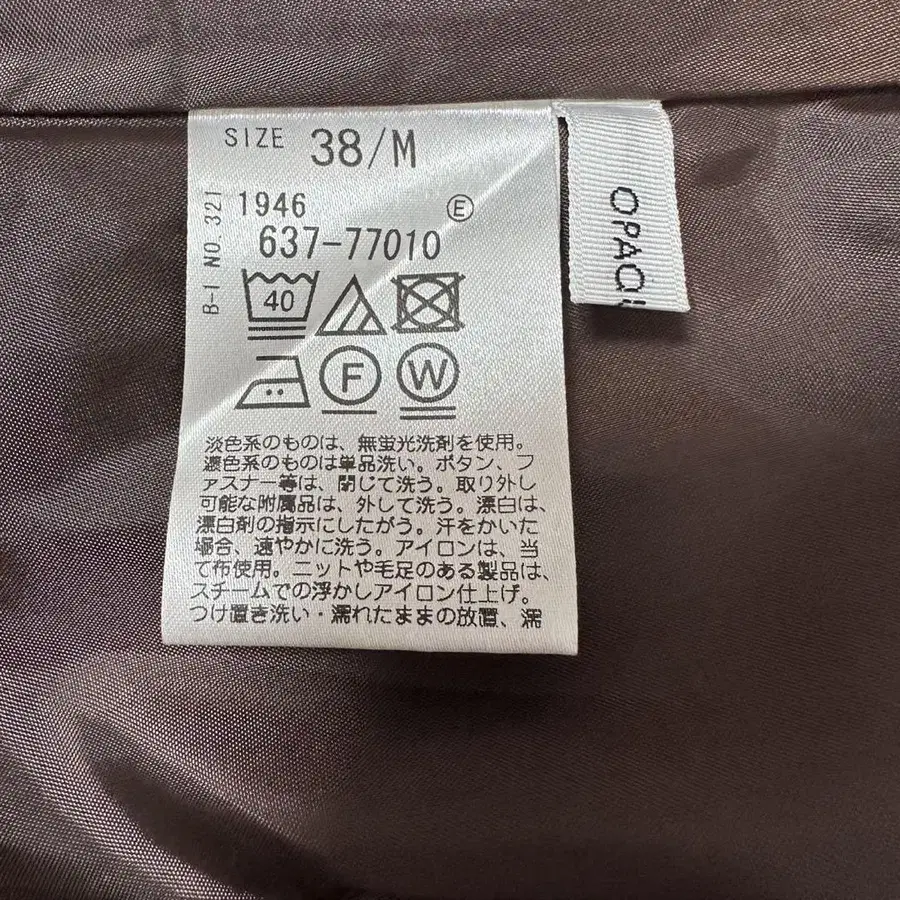 SIZE 38/M
B-I NO. 321
1946 E
637-77010
40
F W
淡色系のものは、無蛍光洗剤を使用。
濃色系のものは単品洗い。ボタン、フ
ァスナー等は、閉じて洗う。取り外し
可能な附属品は、外して洗う。漂白は、
漂白剤の指示にしたがう。汗をかいた
場合、速やかに洗う。アイロンは、当
て布使用。ニットや毛足のある製品は、
スチームでの浮かしアイロン仕上げ。
つけ置き洗い・濡れたままの放置、濡
OPAQ